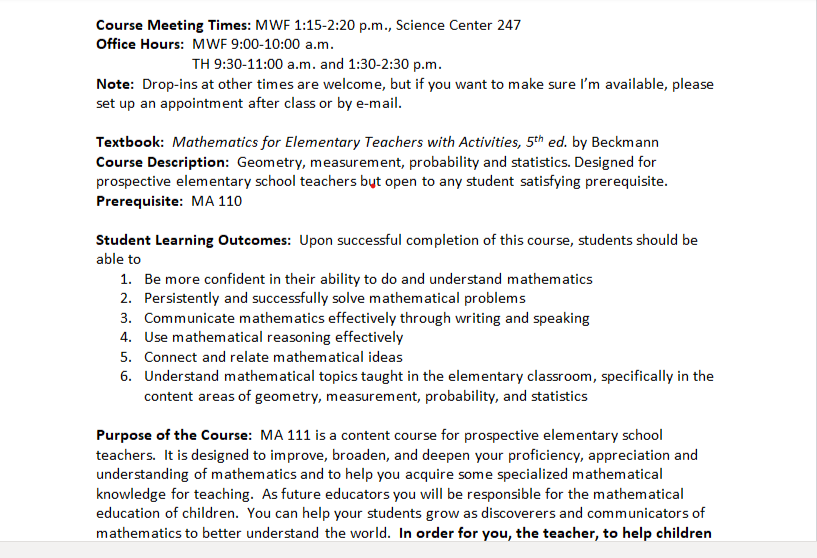 Course Meeting Times: MWF 1:15-2:20 p.m., Science Center 247
Office Hours: MWF 9:00-10:00 a.m.
TH 9:30-11:00 a.m. and 1:30-2:30 p.m.
Note: Drop-ins at other times are welcome, but if you want to make sure I'm available, please
set up an appointment after class or by e-mail.
Textbook: Mathematics for Elementary Teachers with Activities, 5th ed. by Beckmann
Course Description: Geometry, measurement, probability and statistics. Designed for
prospective elementary school teachers but open to any student satisfying prerequisite.
Prerequisite: MA 110
Student Learning Outcomes: Upon successful completion of this course, students should be
able to
1. Be more confident in their ability to do and understand mathematics
2. Persistently and successfully solve mathematical problems
3. Communicate mathematics effectively through writing and speaking
4. Use mathematical reasoning effectively
5. Connect and relate mathematical ideas
6. Understand mathematical topics taught in the elementary classroom, specifically in the
content areas of geometry, measurement, probability, and statistics
Purpose of the Course: MA 111 is a content course for prospective elementary school
teachers. It is designed to improve, broaden, and deepen your proficiency, appreciation and
understanding of mathematics and to help you acquire some specialized mathematical
knowledge for teaching. As future educators you will be responsible for the mathematical
education of children. You can help your students grow as discoverers and communicators of
mathematics to better understand the world. In order for you, the teacher, to help children